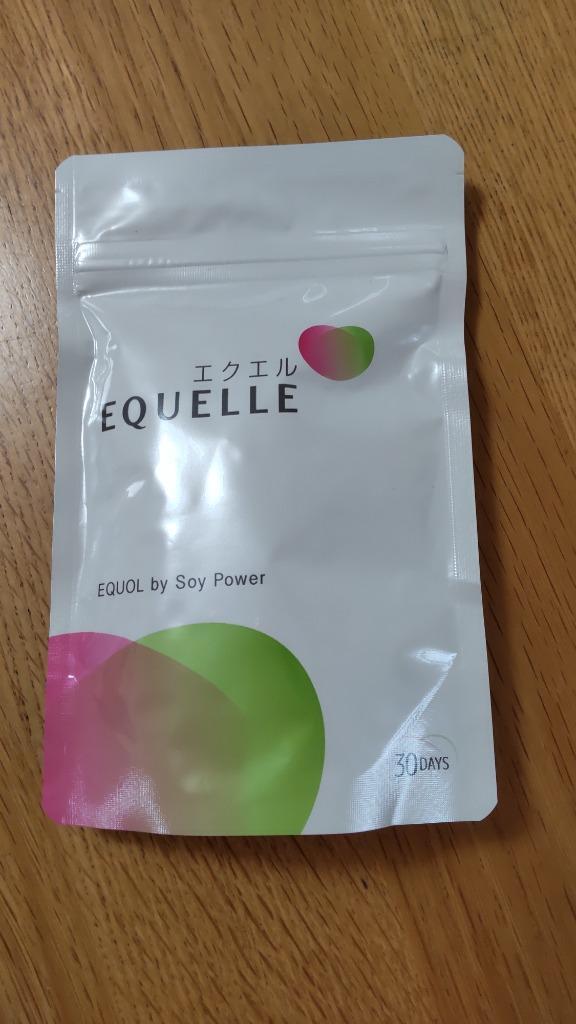 エクエル
EQUELLE
EQUOL by Soy Power
30DAYS